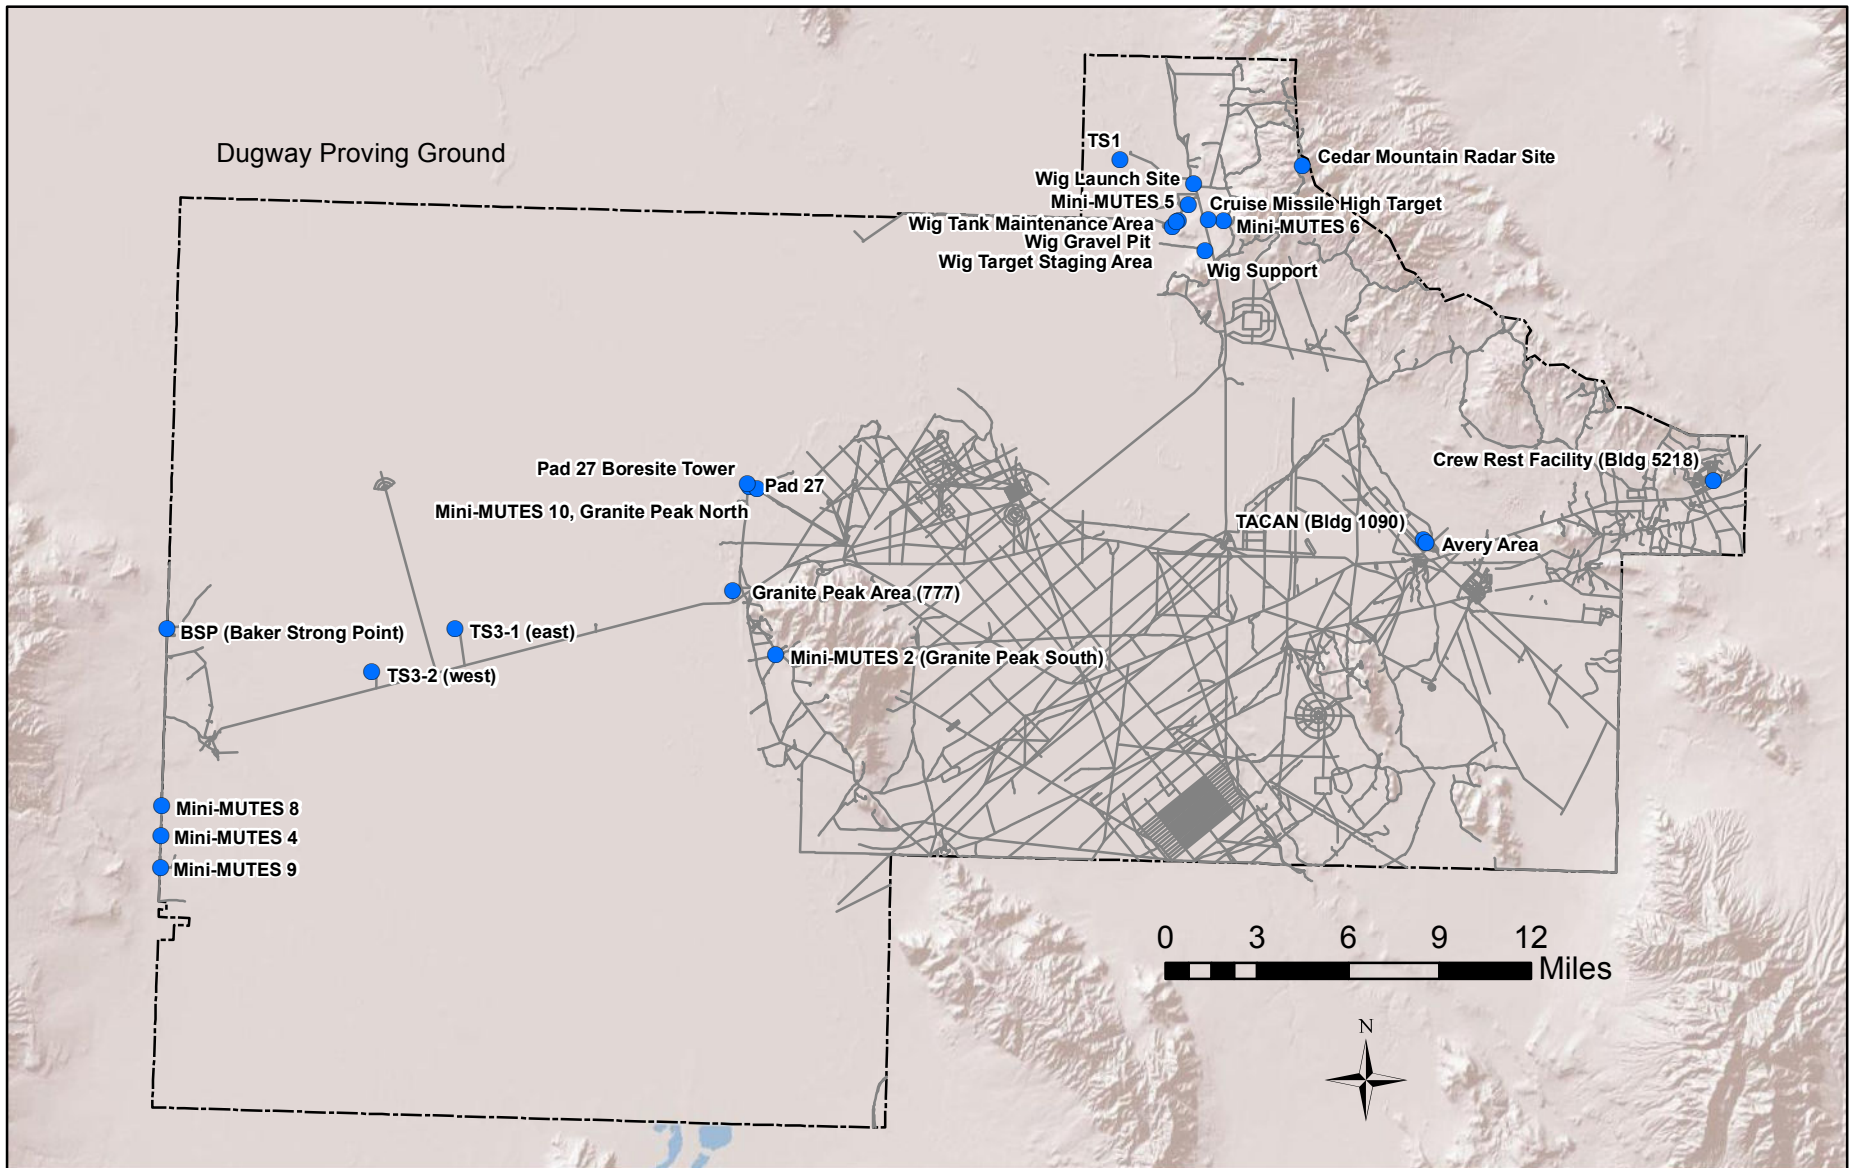 Dugway Proving Ground
TS1
Cedar Mountain Radar Site
Wig Launch Site
Mini-MUTES 5
Cruise Missile High Target
Wig Tank Maintenance Area
Mini-MUTES 6
Wig Gravel Pit
Wig Target Staging Area
Wig Support
Crew Rest Facility (Bldg 5218)
Pad 27 Boresite Tower
Pad 27
Mini-MUTES 10, Granite Peak North
TACAN (Bldg 1090)
Avery Area
Granite Peak Area (777)
BSP (Baker Strong Point)
TS3-1 (east)
Mini-MUTES 2 (Granite Peak South)
TS3-2 (west)
Mini-MUTES 8
Mini-MUTES 4
Mini-MUTES 9
0 3 6 9 12
Miles
N